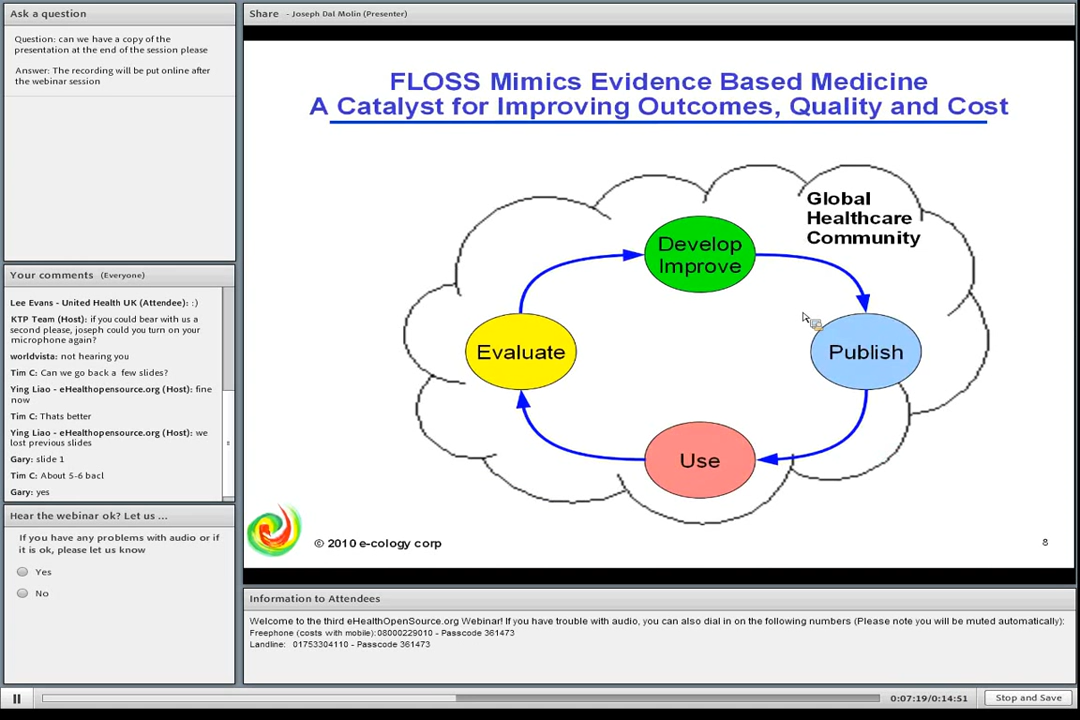 Ask a question
Question: can we have a copy of the
presentation at the end of the session please
Answer: The recording will be put online after
the webinar session
Your comments (Everyone)
Lee Evans - United Health UK (Attendee): :)
KTP Team (Host): if you could bear with us a
second please, joseph could you turn on your
microphone again?
worldvista: not hearing you
Tim C: Can we go back a  few slides?
Ying Liao - eHealthopensource.org (Host): fine
now
Tim C: Thats better
Ying Liao - eHealthopensource.org (Host): we
lost previous slides
Gary: slide 1
Tim C: About 5-6 bacl
Gary: yes
Hear the webinar ok? Let us ...
If you have any problems with audio or if
it is ok, please let us know
Yes
No
Share - Joseph Dal Molin (Presenter)
FLOSS Mimics Evidence Based Medicine
A Catalyst for Improving Outcomes, Quality and Cost
Global
Healthcare
Community
Develop
Improve
Evaluate
Publish
Use
© 2010 e-cology corp
8
Information to Attendees
Welcome to the third eHealthOpenSource.org Webinar! If you have trouble with audio, you can also dial in on the following numbers (Please note you will be muted automatically):
Freephone (costs with mobile): 08000229010 - Passcode 361473
Landline:   01753304110 - Passcode 361473
0:07:19/0:14:51
Stop and Save